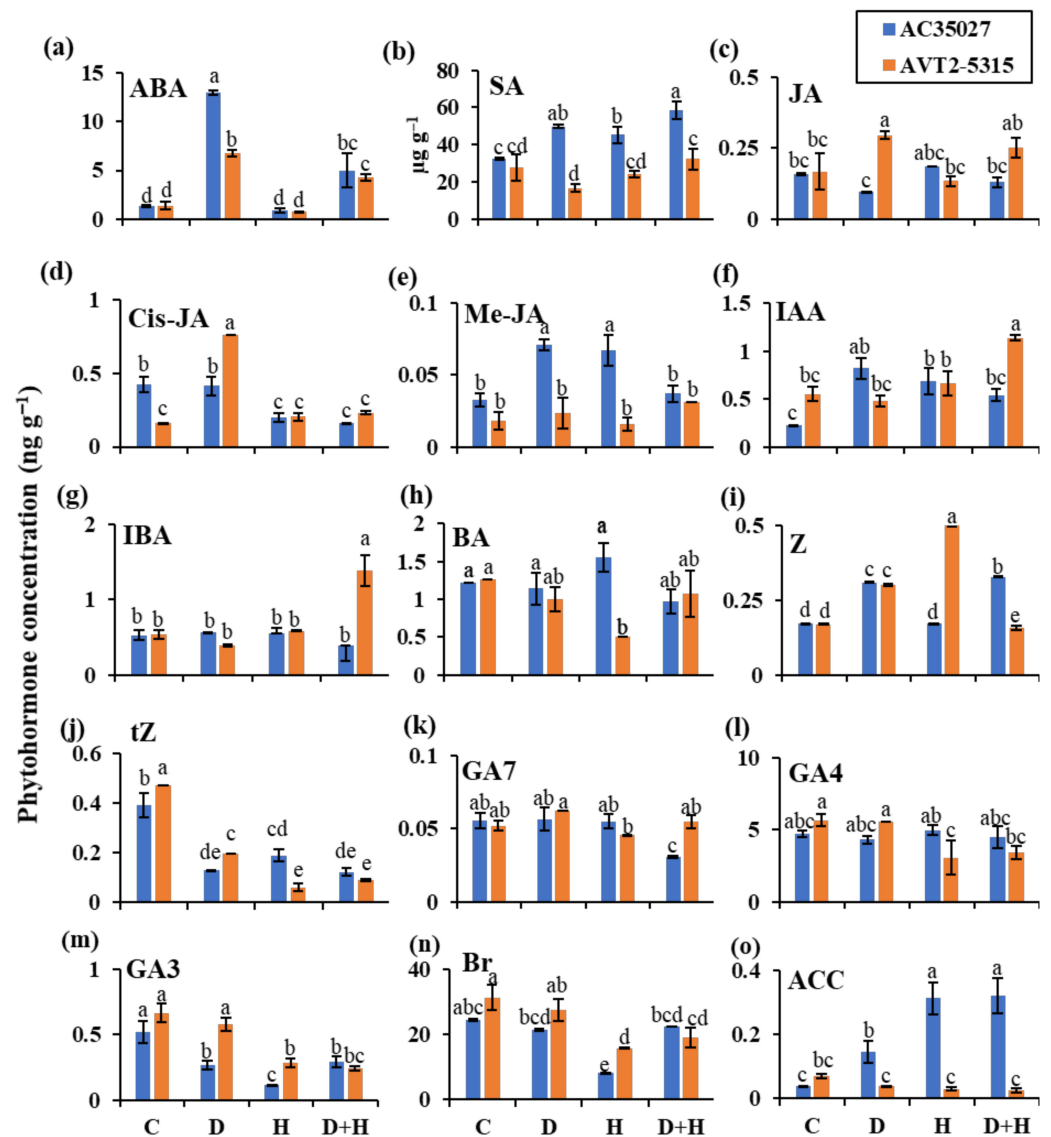 AC35027
AVT2-5315
Phytohormone concentration (ng g⁻¹)
(a)
ABA
15
10
5
0
d d a b d d bc c
(b)
SA
µg g⁻¹
80
60
40
20
0
c cd ab d b cd a c
(c)
JA
0.5
0.25
0
bc bc c a abc bc bc ab
(d)
Cis-JA
1
0.5
0
b c b a c c c c
(e)
Me-JA
0.1
0.05
0
b b a b a b b b
(f)
IAA
1.5
1
0.5
0
c bc ab bc b b bc a
(g)
IBA
2
1
0
b b b b b b b a
(h)
BA
2
1.5
1
0.5
0
a a a ab a b ab ab
(i)
Z
0.5
0.25
0
d d c c d a b e
(j)
tZ
0.6
0.4
0.2
0
b a de c cd e de e
(k)
GA7
0.1
0.05
0
ab ab ab a ab b c ab
(l)
GA4
10
5
0
abc a abc a ab c abc bc
(m)
GA3
1
0.5
0
a a b a c b b bc
C D H D+H
(n)
Br
40
20
0
abc a bcd ab e d bcd cd
C D H D+H
(o)
ACC
0.4
0.2
0
c bc b c a c a c
C D H D+H